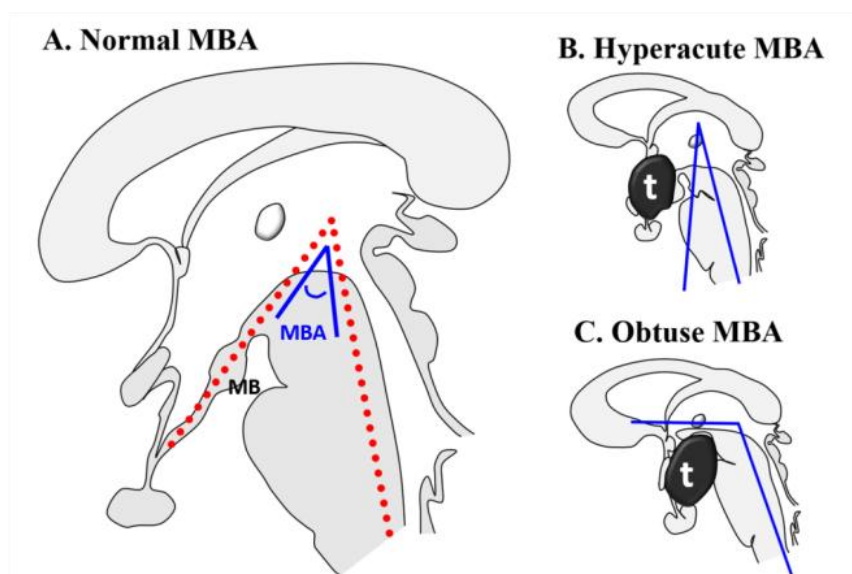 A. Normal MBA
MBA
MB
B. Hyperacute MBA
t
C. Obtuse MBA
t